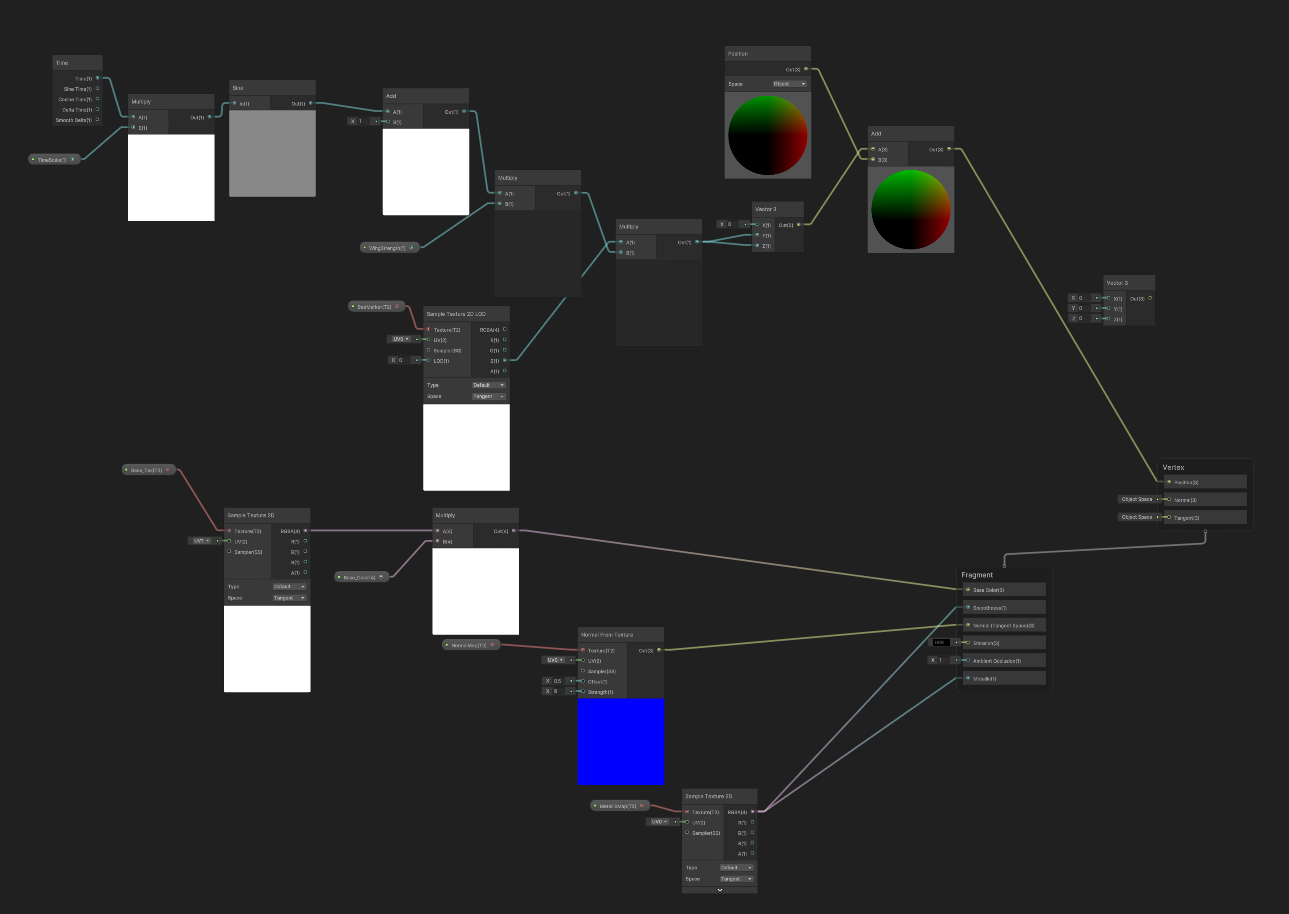 Time
Time(1)
Sine Time(1)
Cosine Time(1)
Delta Time(1)
Smooth Delta(1)
TimeScale(1)
Multiply
A(1)
B(1)
Out(1)
Sine
In(1)
Out(1)
Add
A(1)
B(1)
Out(1)
X 1
Multiply
A(1)
B(1)
Out(1)
WingStrength(1)
Multiply
A(1)
B(1)
Out(1)
Position
Out(3)
Space
Object
Vector 3
X 0
X(1)
Y(1)
Z(1)
Out(3)
Add
A(3)
B(3)
Out(3)
Vector 3
X 0
Y 0
Z 0
X(1)
Y(1)
Z(1)
Out(3)
BeeMarker(T2)
Sample Texture 2D LOD
Texture(T2)
UV(2)
Sampler(SS)
LOD(1)
UV0
X 0
RGBA(4)
R(1)
G(1)
B(1)
A(1)
Type
Default
Space
Tangent
Vertex
Position(3)
Object Space
Normal(3)
Object Space
Tangent(3)
Sample Texture 2D
Texture(T2)
UV(2)
Sampler(SS)
RGBA(4)
R(1)
B(1)
A(1)
Type
Default
Space
Tangent
Base_Color(4)
Multiply
A(4)
B(4)
Out(4)
NormalMap(T2)
Normal From Texture
Texture(T2)
UV(2)
Sampler(SS)
Offset(1)
Strength(1)
Out(3)
UV0
X 0.5
X 8
Fragment
Base Color(3)
Smoothness(1)
Normal (Tangent Space)(3)
HDR
Emission(3)
X 1
Ambient Occlusion(1)
Metallic(1)
MetallicMap(T2)
Sample Texture 2D
Texture(T2)
UV(2)
Sampler(SS)
UV0
RGBA(4)
R(1)
B(1)
A(1)
Type
Default
Space
Tangent